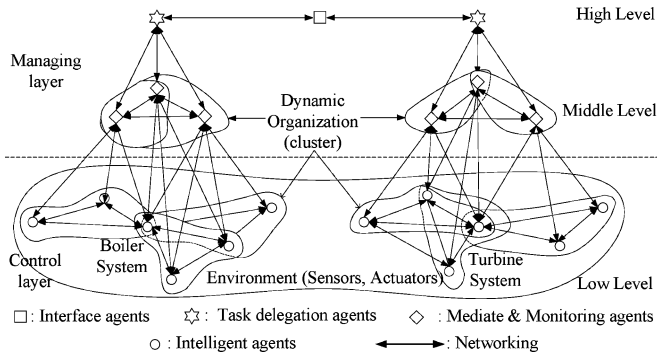 High Level
Managing
layer
Dynamic
Organization
(cluster)
Middle Level
Boiler
System
Control
layer
Environment (Sensors, Actuators)
Turbine
System
Low Level
: Interface agents
: Task delegation agents
: Mediate & Monitoring agents
: Intelligent agents
: Networking